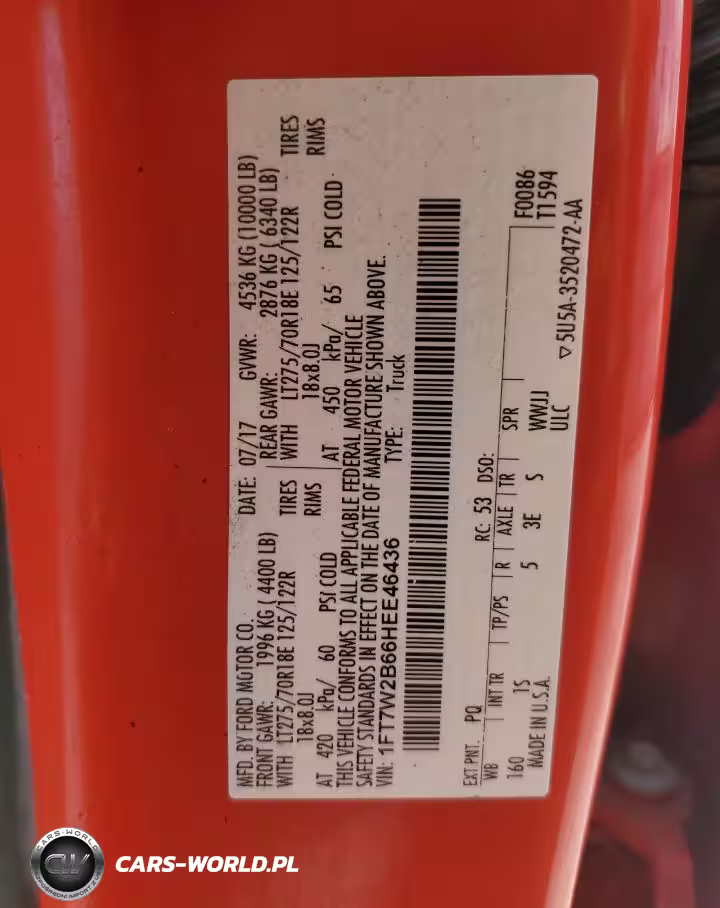 MFD. BY FORD MOTOR CO.
DATE: 07/17 GVWR: 4536 KG (10000 LB)
FRONT GAWR: 1996 KG ( 4400 LB)
REAR GAWR: 2876 KG ( 6340 LB)
WITH LT275/70R18E 125/122R TIRES
WITH LT275/70R18E 125/122R TIRES
18x8.0J RIMS
18x8.0J RIMS
AT 420 kPa/ 60 PSI COLD
AT 450 kPa/ 65 PSI COLD
THIS VEHICLE CONFORMS TO ALL APPLICABLE FEDERAL MOTOR VEHICLE
SAFETY STANDARDS IN EFFECT ON THE DATE OF MANUFACTURE SHOWN ABOVE.
VIN: 1FT7W2B66HEE46436 TYPE: Truck
EXT PNT: PQ RC: 53 DSO:
WB INT TR TP/PS R AXLE TR SPR
160 1S 5 3E S WWJJ
F0086
T1594
MADE IN U.S.A. ULC
▽5U5A-3520472-AA
CARS-WORLD
CW
CARS-WORLD.PL